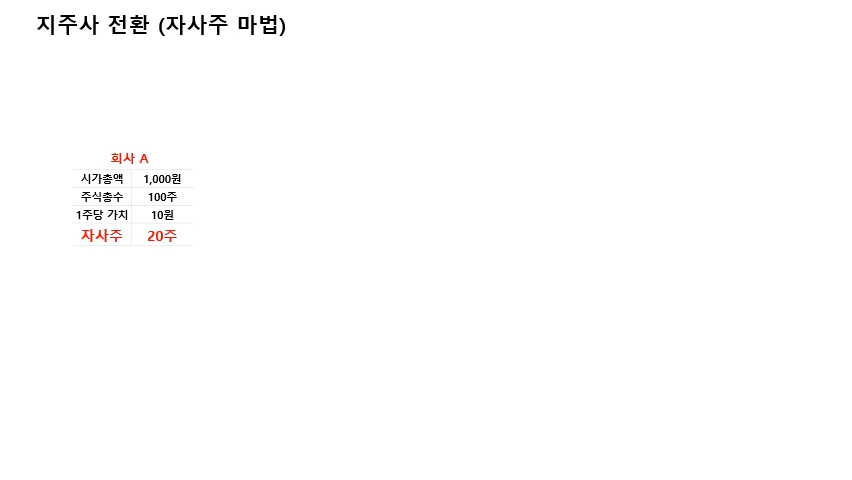 지주사 전환 (자사주 마법)
회사 A
시가총액 1,000원
주식총수 100주
1주당 가치 10원
자사주 20주